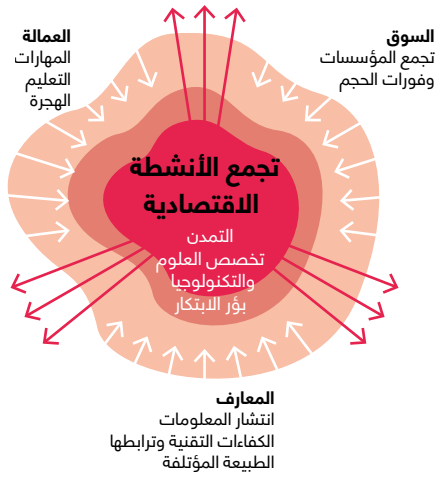 السوق
تجمع المؤسسات
وفورات الحجم
العمالة
المهارات
التعليم
الهجرة
تجمع الأنشطة
الاقتصادية
التمدن
تخصص العلوم
والتكنولوجيا
بؤر الابتكار
المعارف
انتشار المعلومات
الكفاءات التقنية وترابطها
الطبيعة المؤتلفة